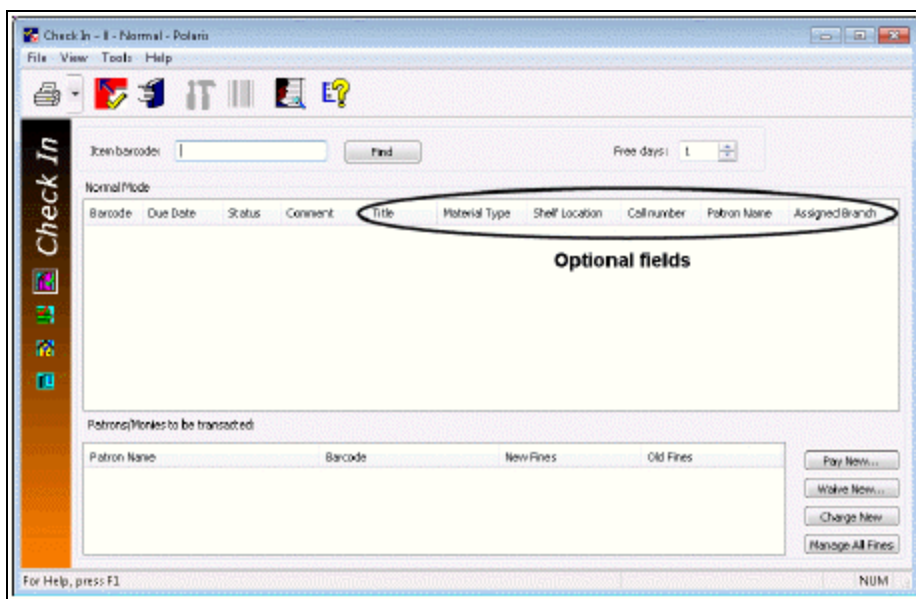 Check In - II - Normal - Polaris
File View Tools Help
Check In
Item barcode: Find Free days: 1
Normal Mode
Barcode Due Date Status Comment Title Material Type Shelf Location Call number Patron Name Assigned Branch
Optional fields
Patrons/Monies to be transacted:
Patron Name Barcode New Fines Old Fines
Pay New...
Waive New...
Charge New
Manage All Fines
For Help, press F1 NUM